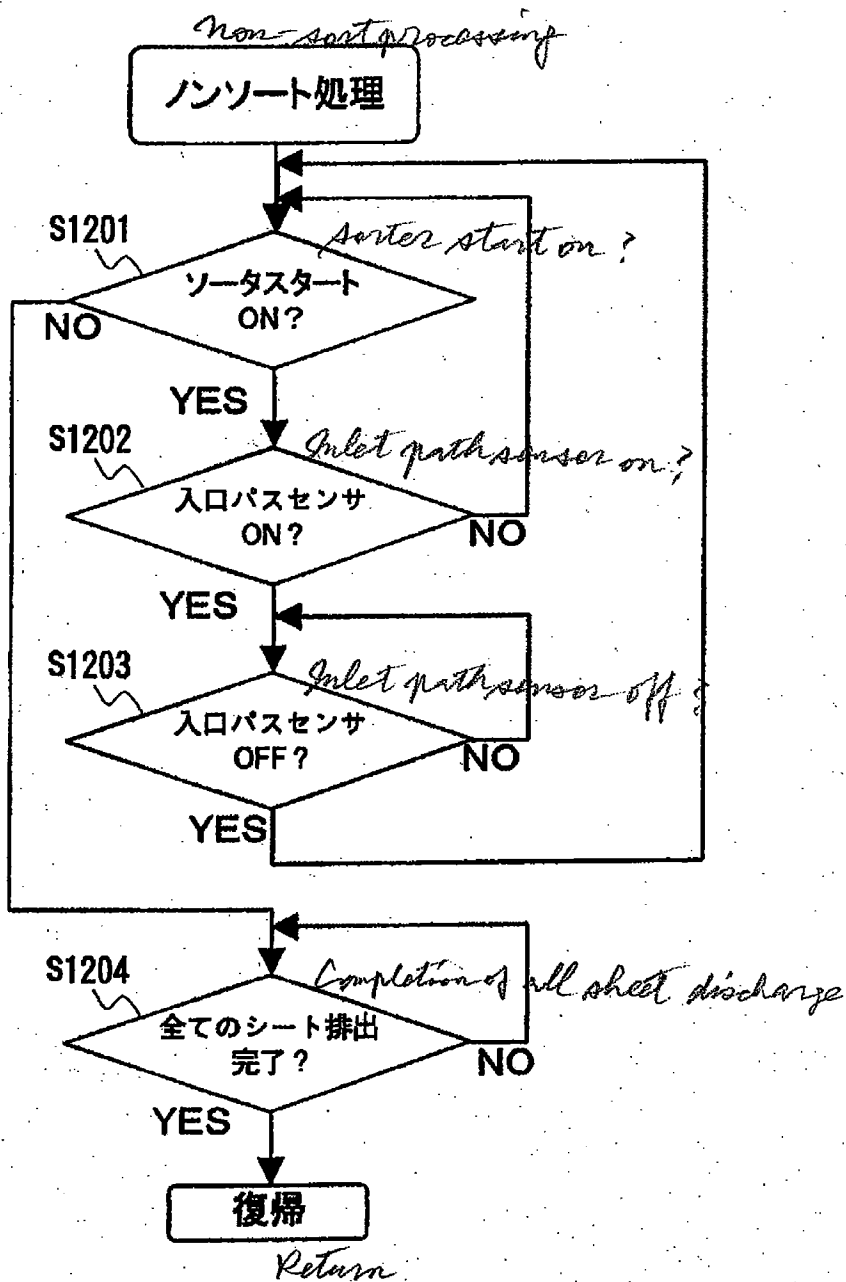 Non-sort processing
ノンソート処理
S1201
Sorter start on ?
ソータスタート
ON?
NO
YES
S1202
Inlet path sensor on ?
入口パスセンサ
ON?
NO
YES
S1203
Inlet path sensor off ?
入口パスセンサ
OFF?
NO
YES
S1204
Completion of all sheet discharge
全てのシート排出
完了?
NO
YES
復帰
Return